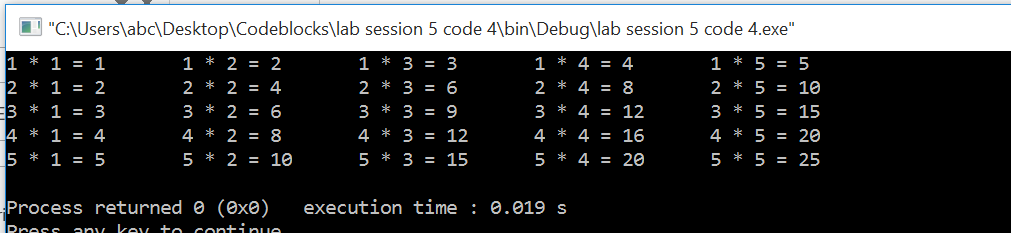 "C:\Users\abc\Desktop\Codeblocks\lab session 5 code 4\bin\Debug\lab session 5 code 4.exe"
1 * 1 = 1 1 * 2 = 2 1 * 3 = 3 1 * 4 = 4 1 * 5 = 5
2 * 1 = 2 2 * 2 = 4 2 * 3 = 6 2 * 4 = 8 2 * 5 = 10
3 * 1 = 3 3 * 2 = 6 3 * 3 = 9 3 * 4 = 12 3 * 5 = 15
4 * 1 = 4 4 * 2 = 8 4 * 3 = 12 4 * 4 = 16 4 * 5 = 20
5 * 1 = 5 5 * 2 = 10 5 * 3 = 15 5 * 4 = 20 5 * 5 = 25
Process returned 0 (0x0) execution time : 0.019 s
Press any key to continue